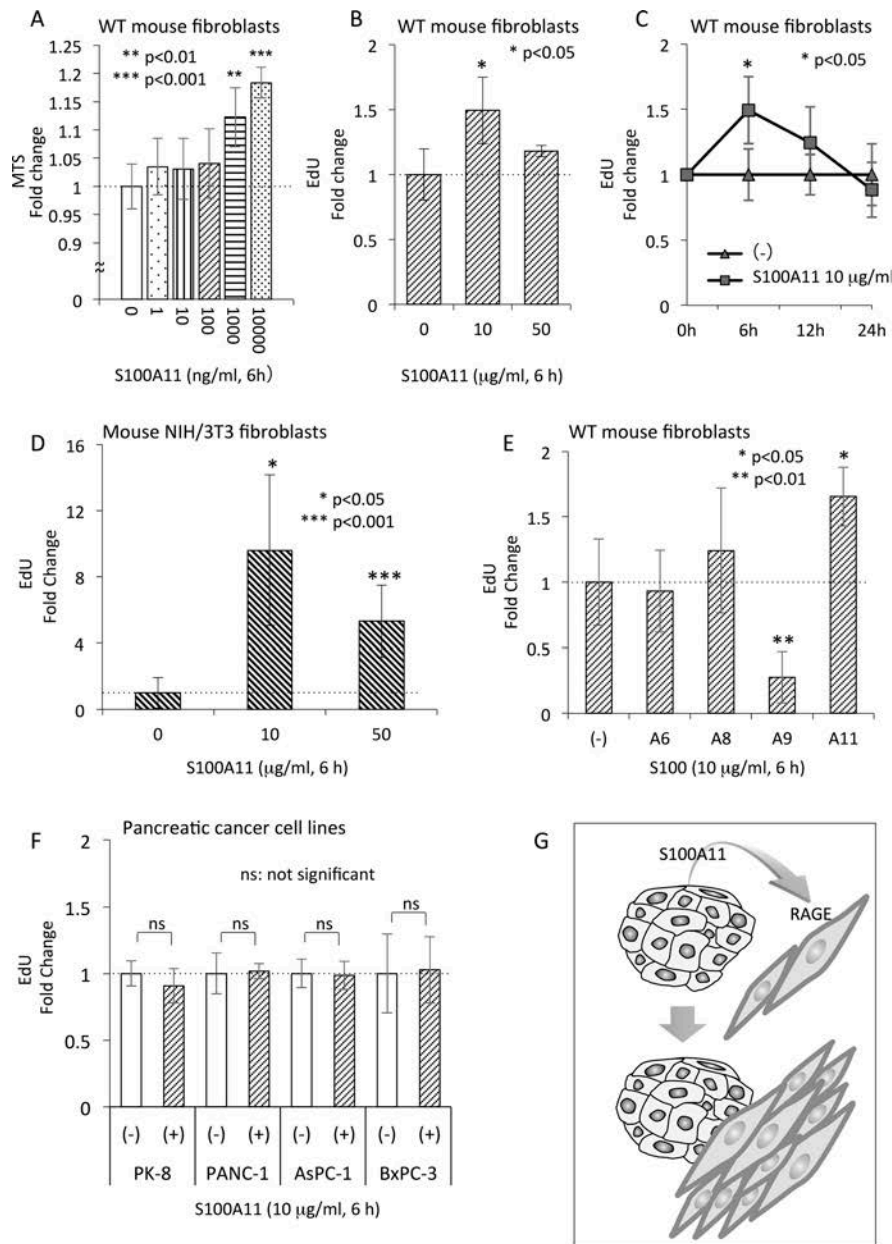 A
WT mouse fibroblasts
** p<0.01
*** p<0.001
**
***
MTS
Fold change
1.25
1.2
1.15
1.1
1.05
1
0.95
0.9
0
0
1
10
100
1000
10000
S100A11 (ng/ml, 6h)
B
WT mouse fibroblasts
* p<0.05
*
EdU
Fold change
2
1.5
1
0.5
0
0 10 50
S100A11 (μg/ml, 6 h)
C
WT mouse fibroblasts
* p<0.05
*
EdU
Fold change
2
1.5
1
0.5
0
(-)
S100A11 10 μg/ml
0h 6h 12h 24h
D
Mouse NIH/3T3 fibroblasts
*
* p<0.05
*** p<0.001
***
EdU
Fold Change
16
12
8
4
0
0 10 50
S100A11 (μg/ml, 6 h)
E
WT mouse fibroblasts
* p<0.05
** p<0.01
*
**
EdU
Fold Change
2
1.5
1
0.5
0
(-) A6 A8 A9 A11
S100 (10 μg/ml, 6 h)
F
Pancreatic cancer cell lines
ns: not significant
ns ns ns ns
EdU
Fold Change
2
1.5
1
0.5
0
(-) (+) (-) (+) (-) (+) (-) (+)
PK-8 PANC-1 AsPC-1 BxPC-3
S100A11 (10 μg/ml, 6 h)
G
S100A11
RAGE